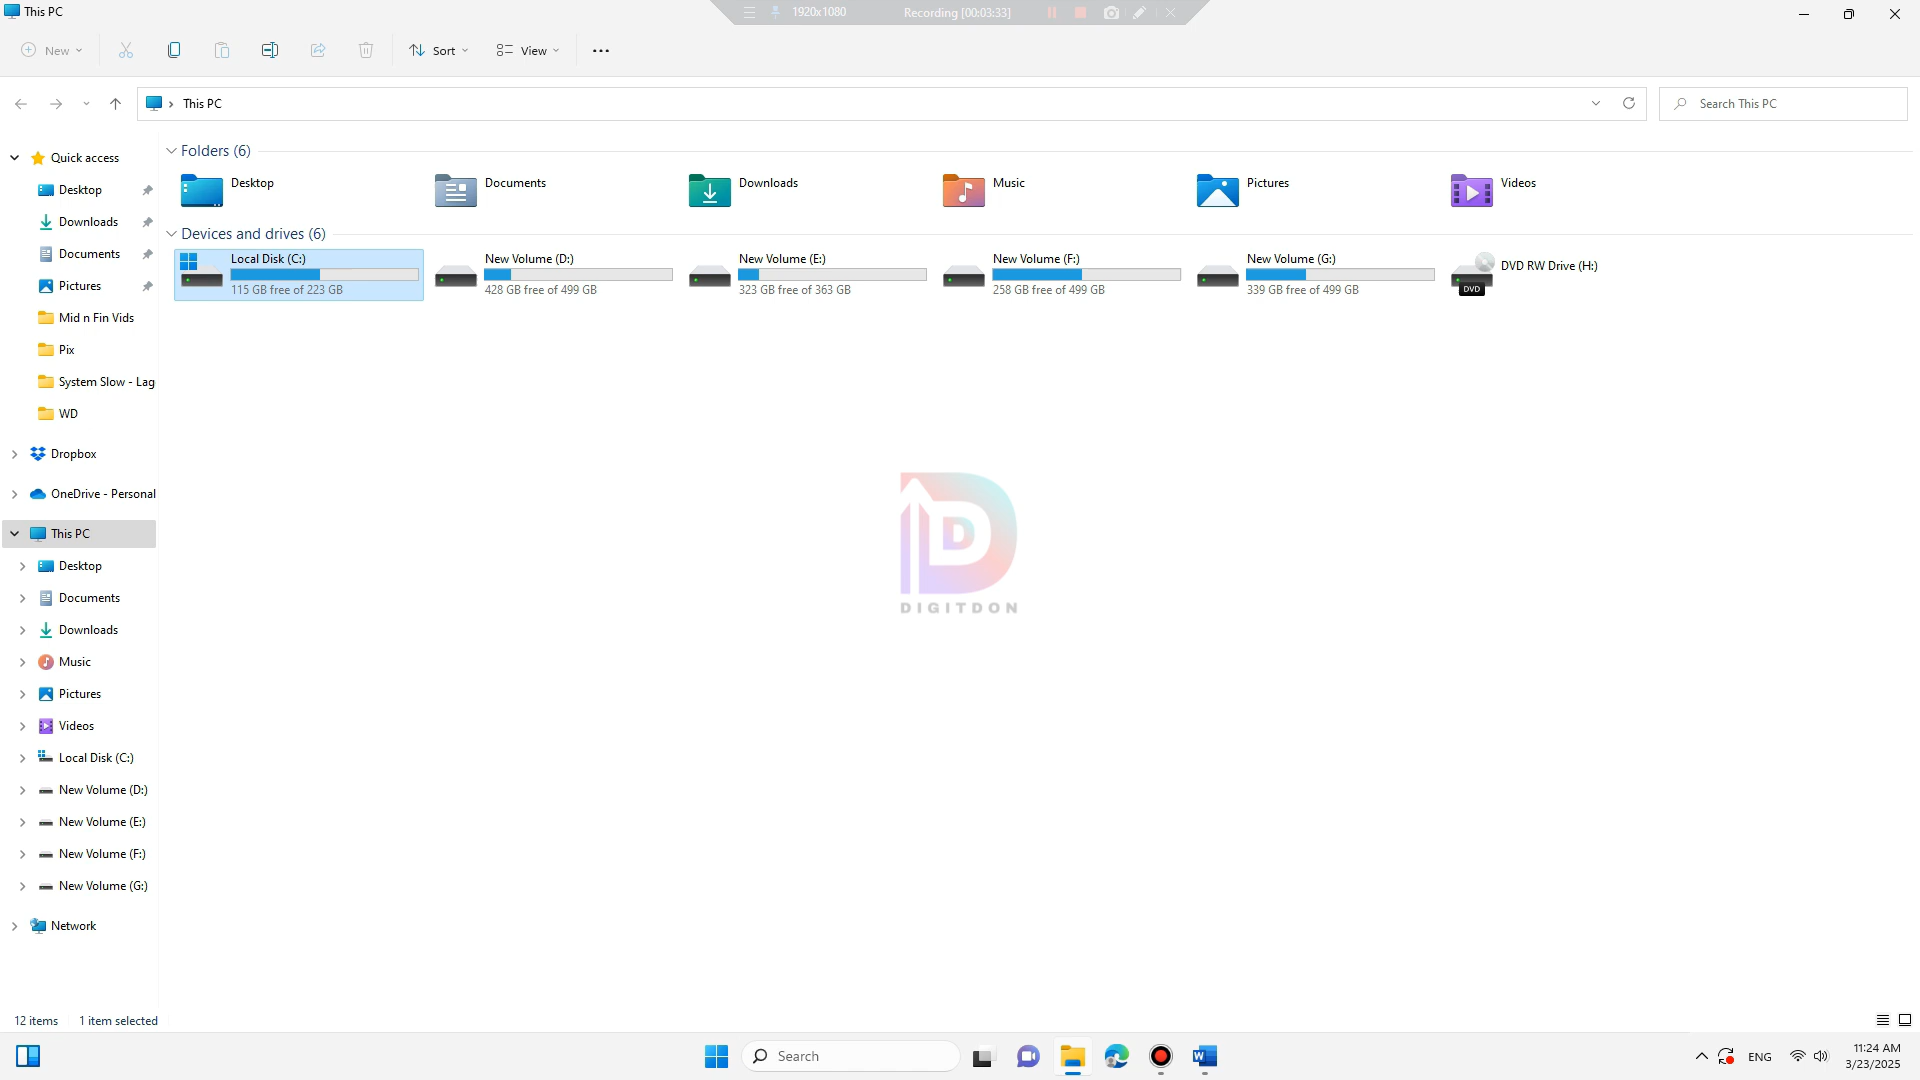 This PC
1920x1080
Recording [00:03:33]
New
Sort
View
This PC
Search This PC
Quick access
Desktop
Downloads
Documents
Pictures
Mid n Fin Vids
Pix
System Slow - Lag
WD
Dropbox
OneDrive - Personal
This PC
Desktop
Documents
Downloads
Music
Pictures
Videos
Local Disk (C:)
New Volume (D:)
New Volume (E:)
New Volume (F:)
New Volume (G:)
Network
Folders (6)
Desktop
Documents
Downloads
Music
Pictures
Videos
Devices and drives (6)
Local Disk (C:)
115 GB free of 223 GB
New Volume (D:)
428 GB free of 499 GB
New Volume (E:)
323 GB free of 363 GB
New Volume (F:)
258 GB free of 499 GB
New Volume (G:)
339 GB free of 499 GB
DVD RW Drive (H:)
DVD
D
DIGITDON
12 items
1 item selected
Search
W
ENG
11:24 AM
3/23/2025